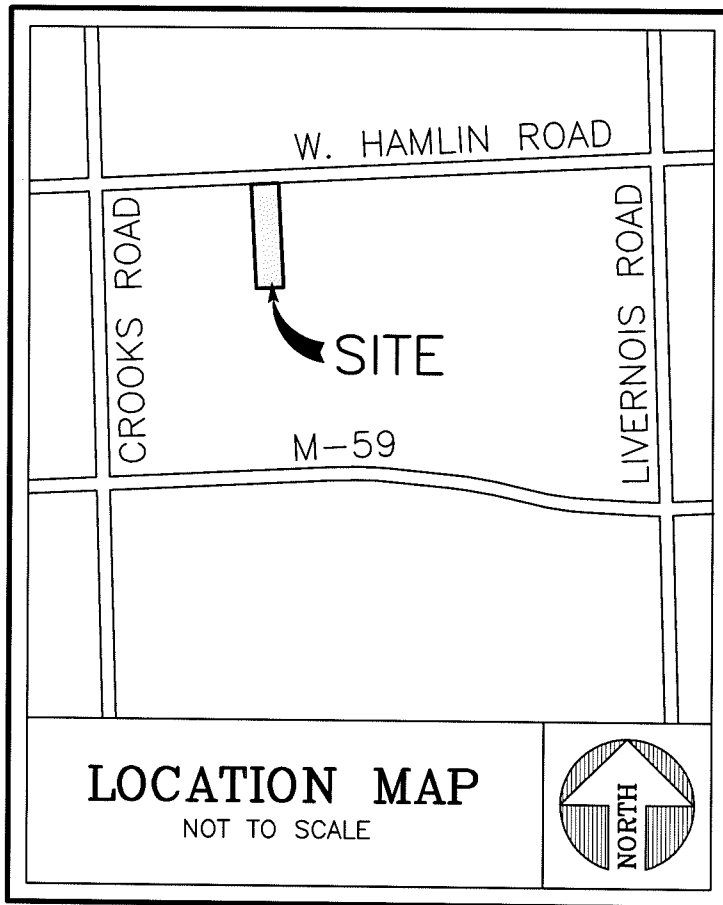 W. HAMLIN ROAD
CROOKS ROAD
LIVERNOIS ROAD
SITE
M-59
LOCATION MAP
NOT TO SCALE
NORTH